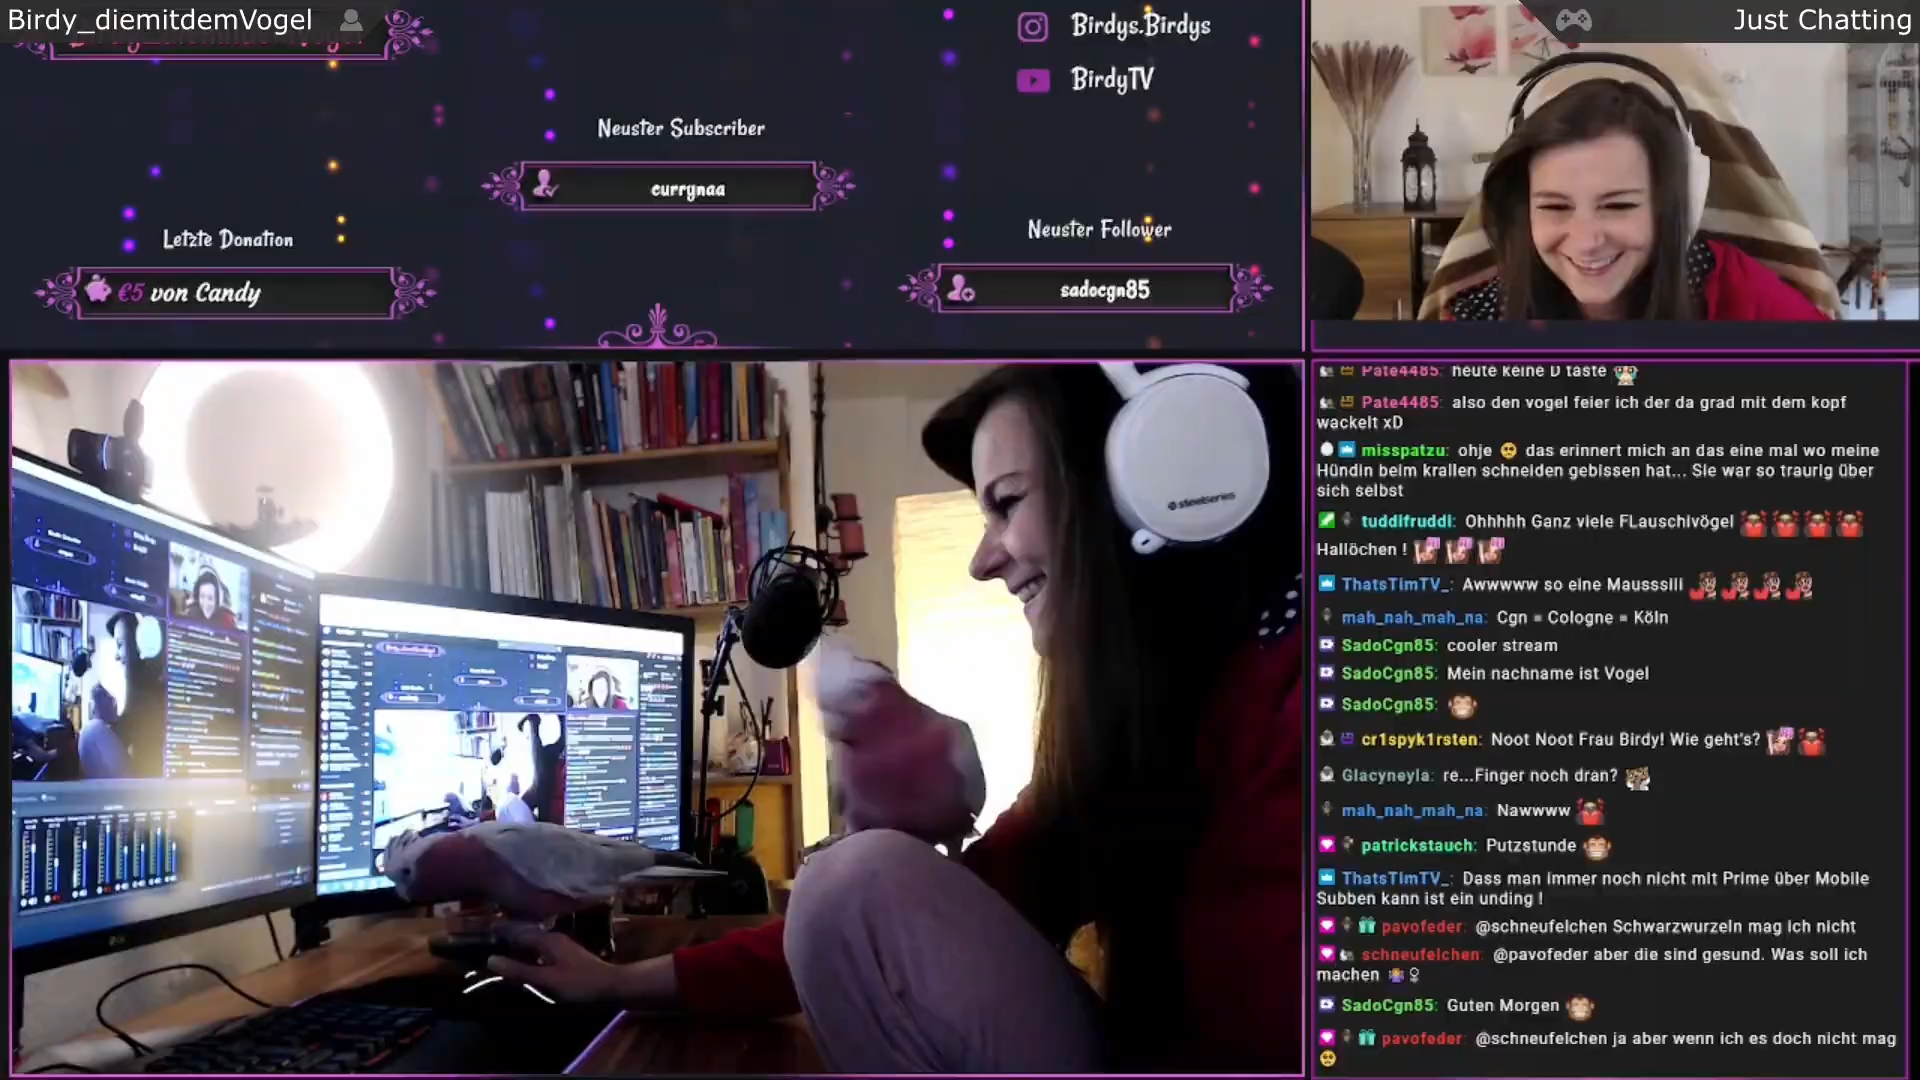 Birdy_diemitdemVogel
Just Chatting
Birdys.Birdys
BirdyTV
Neuster Subscriber
currynaa
Letzte Donation
€5 von Candy
Neuster Follower
sadocgn85
steelseries
Pate4485: heute keine D taste
Pate4485: also den vogel feier ich der da grad mit dem kopf
wackelt xD
misspatzu: ohje 🥺 das erinnert mich an das eine mal wo meine
Hündin beim krallen schneiden gebissen hat... Sie war so traurig über
sich selbst
tuddifruddi: Ohhhhh Ganz viele FLauschivögel
Hallöchen !
ThatsTimTV_: Awwwww so eine Mausssiii
mah_nah_mah_na: Cgn = Cologne = Köln
SadoCgn85: cooler stream
SadoCgn85: Mein nachname ist Vogel
SadoCgn85:
cr1spyk1rsten: Noot Noot Frau Birdy! Wie geht's?
Glacyneyla: re...Finger noch dran?
mah_nah_mah_na: Nawwww
patrickstauch: Putzstunde
ThatsTimTV_: Dass man immer noch nicht mit Prime über Mobile
Subben kann ist ein unding !
pavofeder: @schneufelchen Schwarzwurzeln mag ich nicht
schneufelchen: @pavofeder aber die sind gesund. Was soll ich
machen 🤷♀
SadoCgn85: Guten Morgen
pavofeder: @schneufelchen ja aber wenn ich es doch nicht mag
🥺